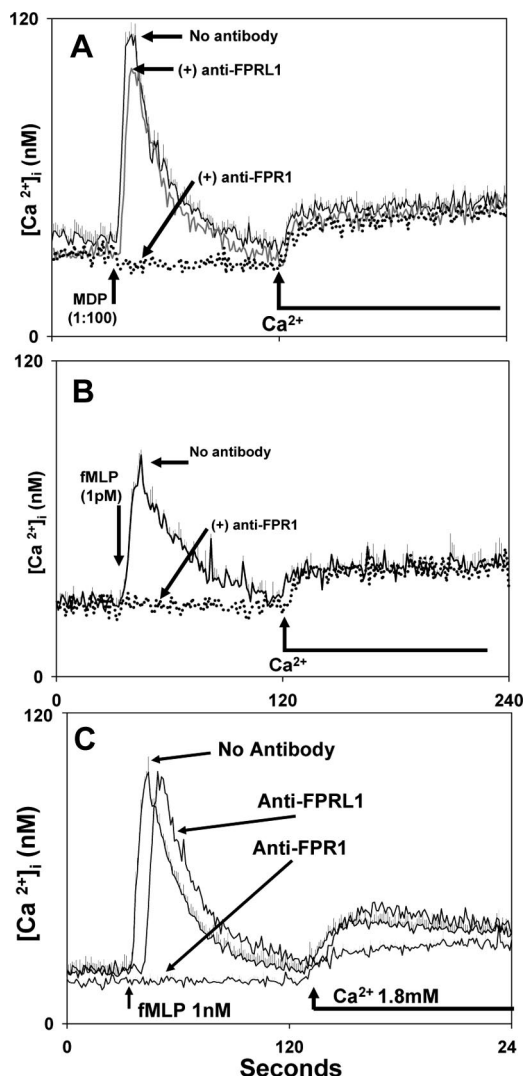 120
A
No antibody
(+) anti-FPRL1
[Ca 2+]i (nM)
(+) anti-FPR1
MDP
(1:100)
Ca2+
0
120
B
No antibody
fMLP
(1pM)
(+) anti-FPR1
[Ca 2+]i (nM)
Ca2+
0
0
120
240
120
C
No Antibody
Anti-FPRL1
Anti-FPR1
[Ca 2+]i (nM)
fMLP 1nM
Ca2+ 1.8mM
0
0
120
24
Seconds